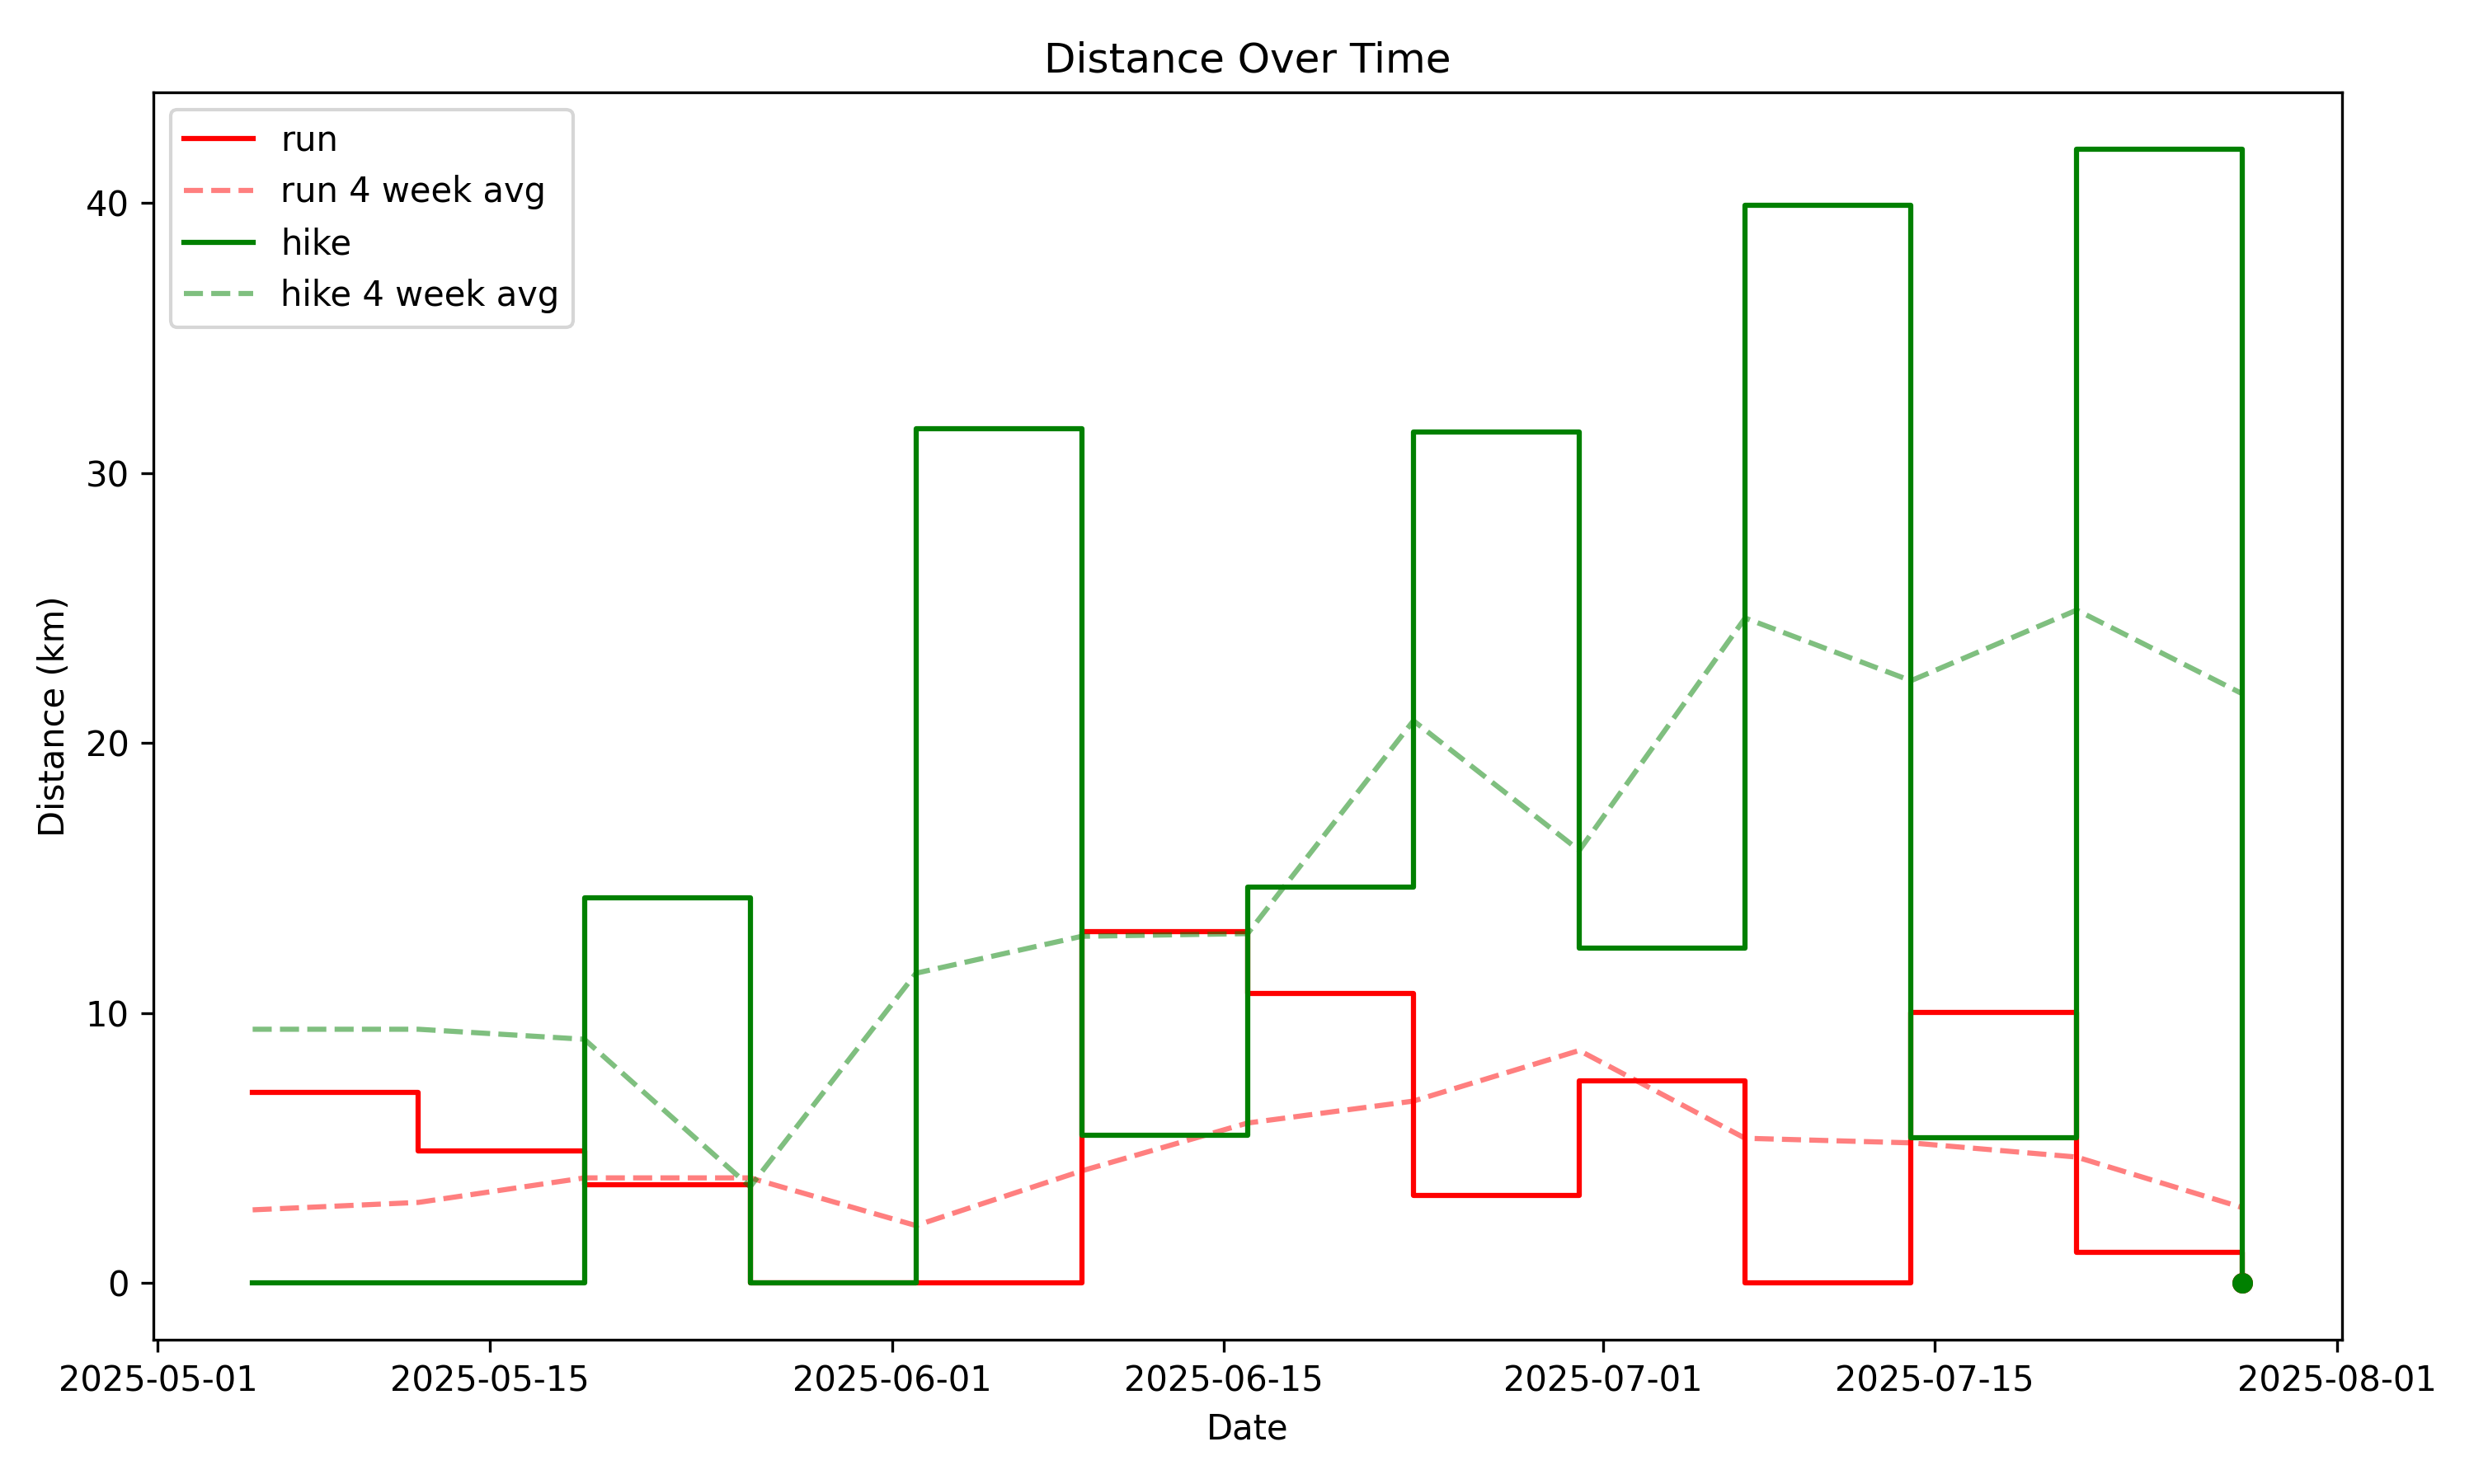 Distance Over Time
run
run 4 week avg
hike
hike 4 week avg
40
30
20
10
0
Distance (km)
2025-05-01 2025-05-15 2025-06-01 2025-06-15 2025-07-01 2025-07-15 2025-08-01
Date